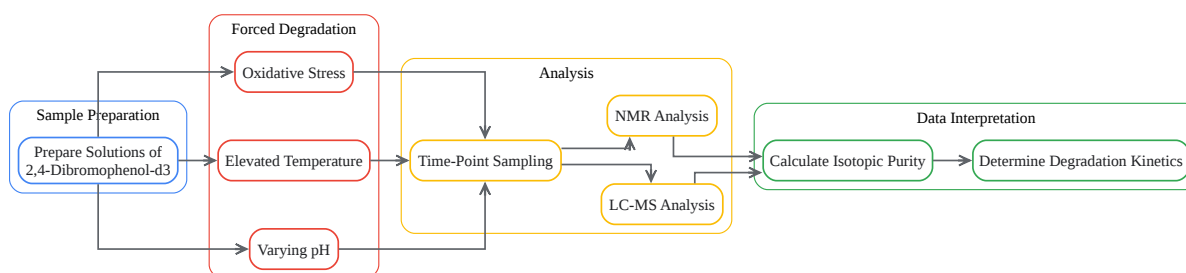 Forced Degradation
Oxidative Stress
Analysis
Sample Preparation
NMR Analysis
Data Interpretation
Prepare Solutions of
2,4-Dibromophenol-d3
Elevated Temperature
Time-Point Sampling
Calculate Isotopic Purity
Determine Degradation Kinetics
LC-MS Analysis
Varying pH